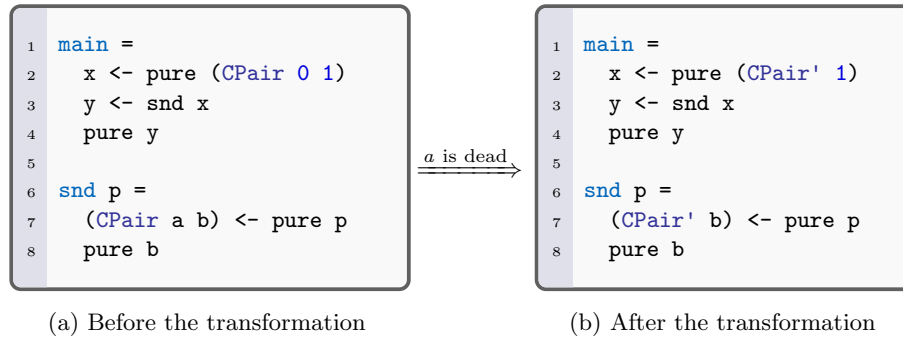 1 main =
2 x <- pure (CPair 0 1)
3 y <- snd x
4 pure y
5
6 snd p =
7 (CPair a b) <- pure p
8 pure b
(a) Before the transformation
a is dead
1 main =
2 x <- pure (CPair' 1)
3 y <- snd x
4 pure y
5
6 snd p =
7 (CPair' b) <- pure p
8 pure b
(b) After the transformation